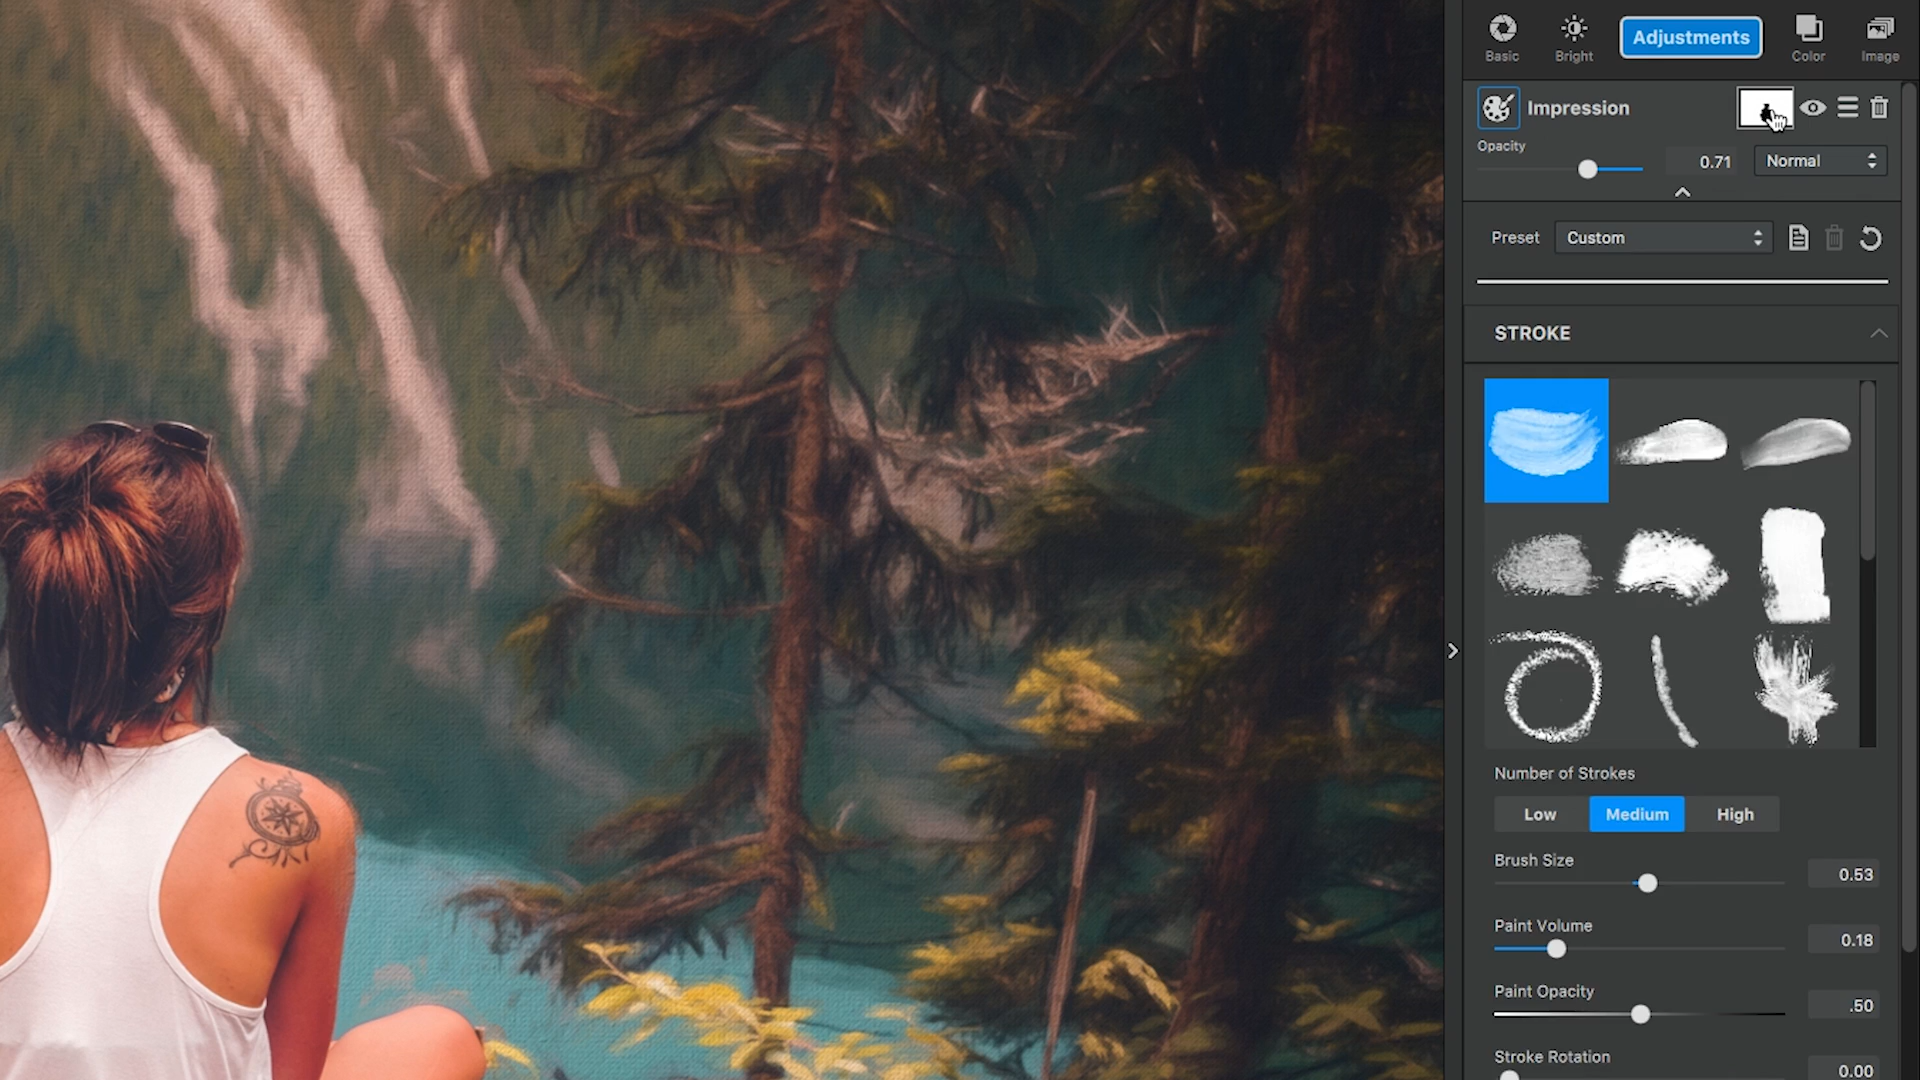 Basic
Bright
Adjustments
Color
Image
Impression
Opacity
0.71
Normal
Preset
Custom
STROKE
Number of Strokes
Low
Medium
High
Brush Size
0.53
Paint Volume
0.18
Paint Opacity
.50
Stroke Rotation
0.00